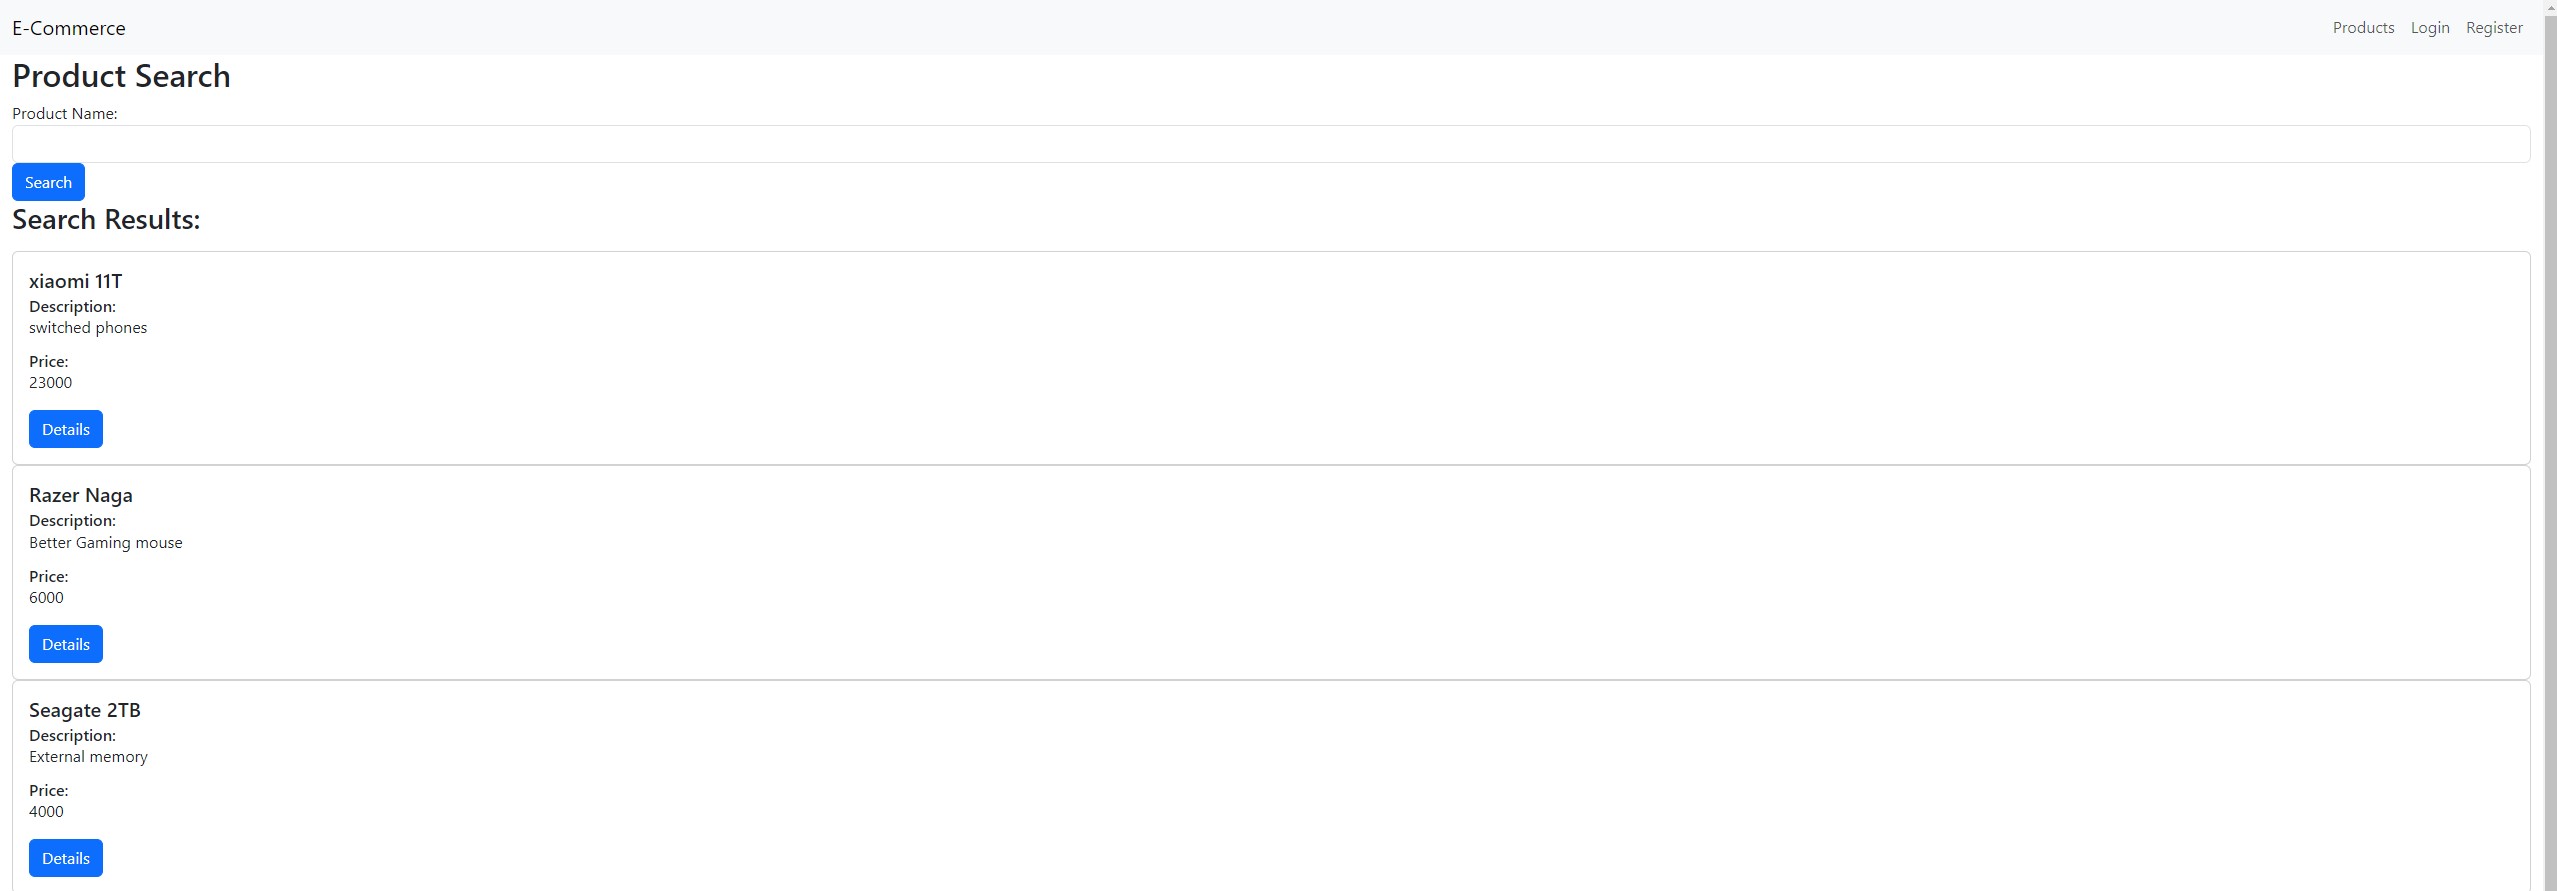 E-Commerce
Products Login Register
Product Search
Product Name:
Search
Search Results:
xiaomi 11T
Description:
switched phones
Price:
23000
Details
Razer Naga
Description:
Better Gaming mouse
Price:
6000
Details
Seagate 2TB
Description:
External memory
Price:
4000
Details